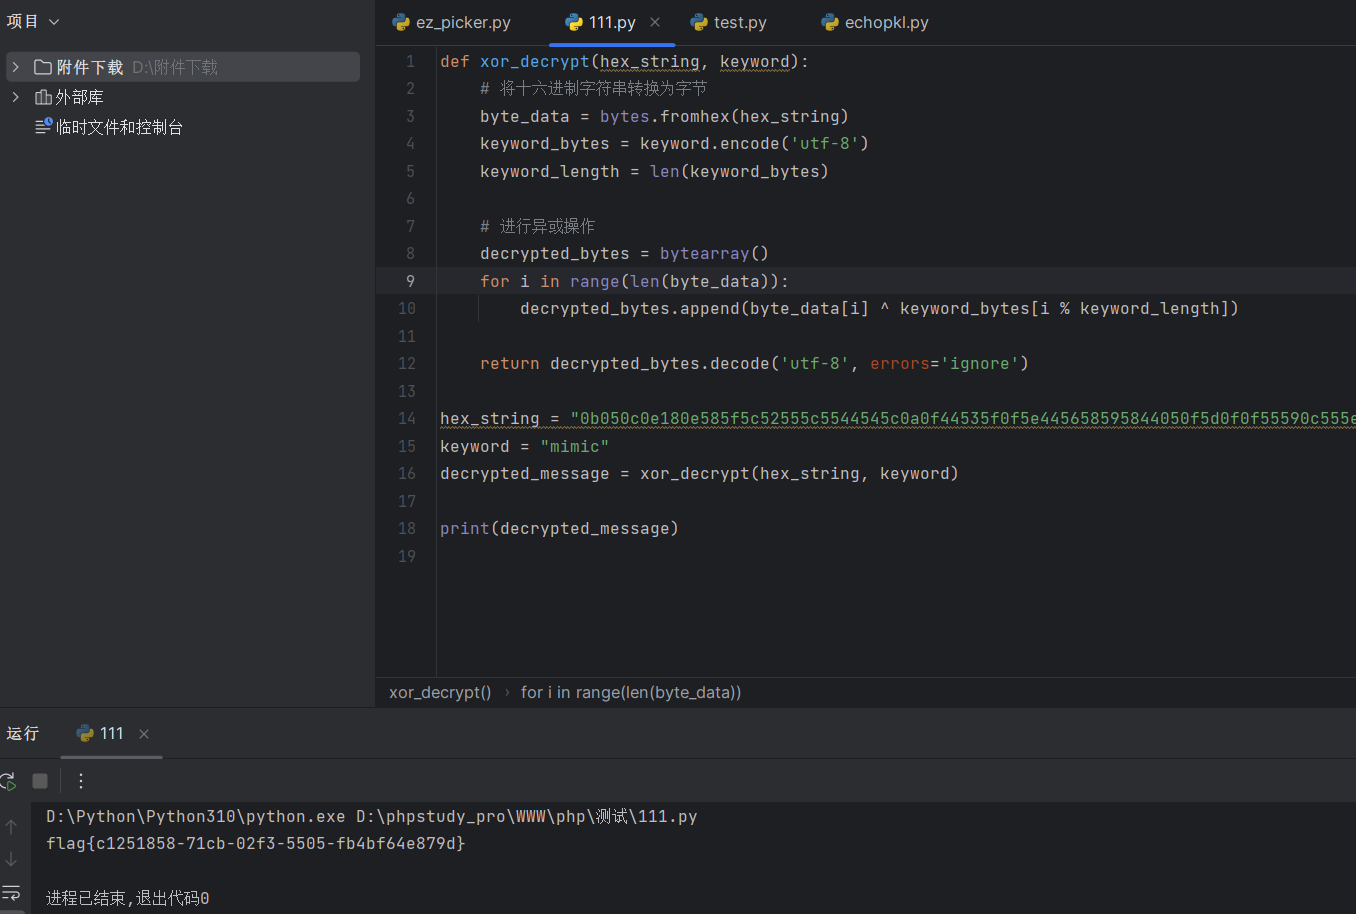 项目
ez_picker.py 111.py test.py echopkl.py
附件下载 D:\附件下载
外部库
临时文件和控制台
1 def xor_decrypt(hex_string, keyword):
2 # 将十六进制字符串转换为字节
3 byte_data = bytes.fromhex(hex_string)
4 keyword_bytes = keyword.encode('utf-8')
5 keyword_length = len(keyword_bytes)
6
7 # 进行异或操作
8 decrypted_bytes = bytearray()
9 for i in range(len(byte_data)):
10 decrypted_bytes.append(byte_data[i] ^ keyword_bytes[i % keyword_length])
11
12 return decrypted_bytes.decode('utf-8', errors='ignore')
13
14 hex_string = "0b050c0e180e585f5c52555c5544545c0a0f44535f0f5e445658595844050f5d0f0f55590c555e
15 keyword = "mimic"
16 decrypted_message = xor_decrypt(hex_string, keyword)
17
18 print(decrypted_message)
19
xor_decrypt() › for i in range(len(byte_data))
运行 111
D:\Python\Python310\python.exe D:\phpstudy_pro\WWW\php\测试\111.py
flag{c1251858-71cb-02f3-5505-fb4bf64e879d}
进程已结束,退出代码0